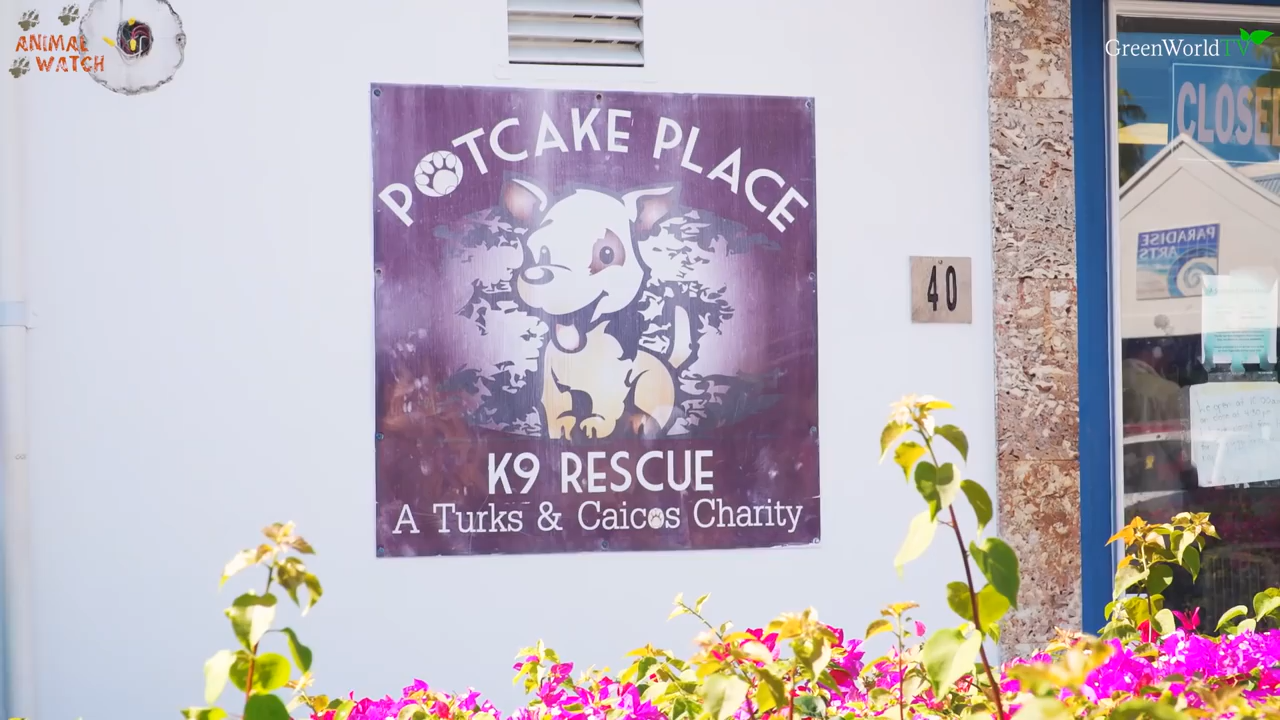 ANIMAL
WATCH
GreenWorldTV
POTCAKE PLACE
K9 RESCUE
A Turks & Caicos Charity
40
CLOSED
PARADISE
ARTS